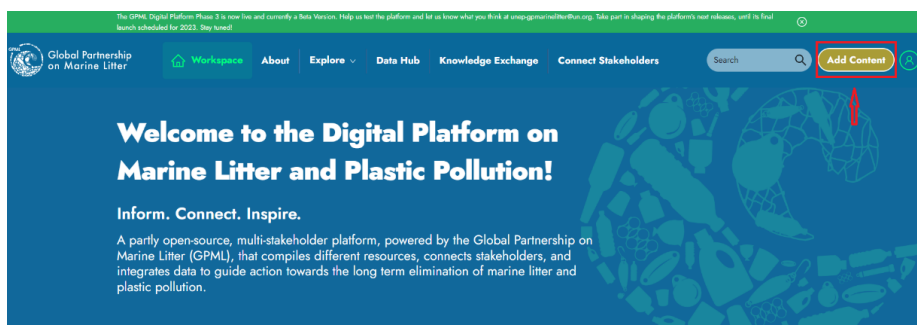 The GPML Digital Platform Phase 3 is now live and currently a Beta Version. Help us test the platform and let us know what you think at unep-gpmarinelitter@un.org. Take part in shaping the platform's next releases, until its final
launch scheduled for 2023. Stay tuned!
Global Partnership
on Marine Litter
Workspace About Explore Data Hub Knowledge Exchange Connect Stakeholders Search Add Content
Welcome to the Digital Platform on
Marine Litter and Plastic Pollution!
Inform. Connect. Inspire.
A partly open-source, multi-stakeholder platform, powered by the Global Partnership on
Marine Litter (GPML), that compiles different resources, connects stakeholders, and
integrates data to guide action towards the long term elimination of marine litter and
plastic pollution.